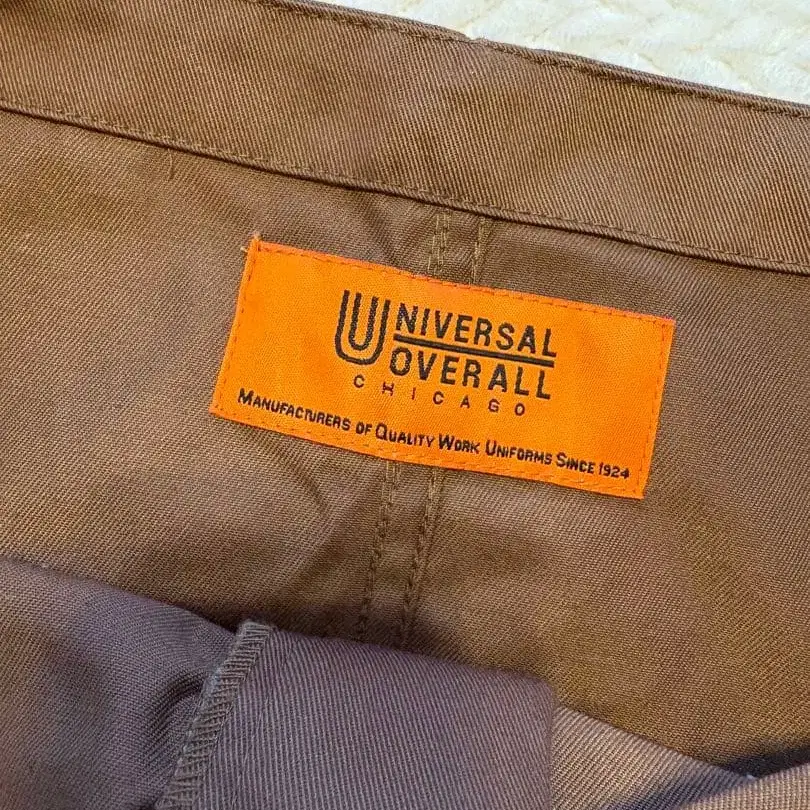 UNIVERSAL
OVERALL
CHICAGO
MANUFACTURERS OF QUALITY WORK UNIFORMS SINCE 1924